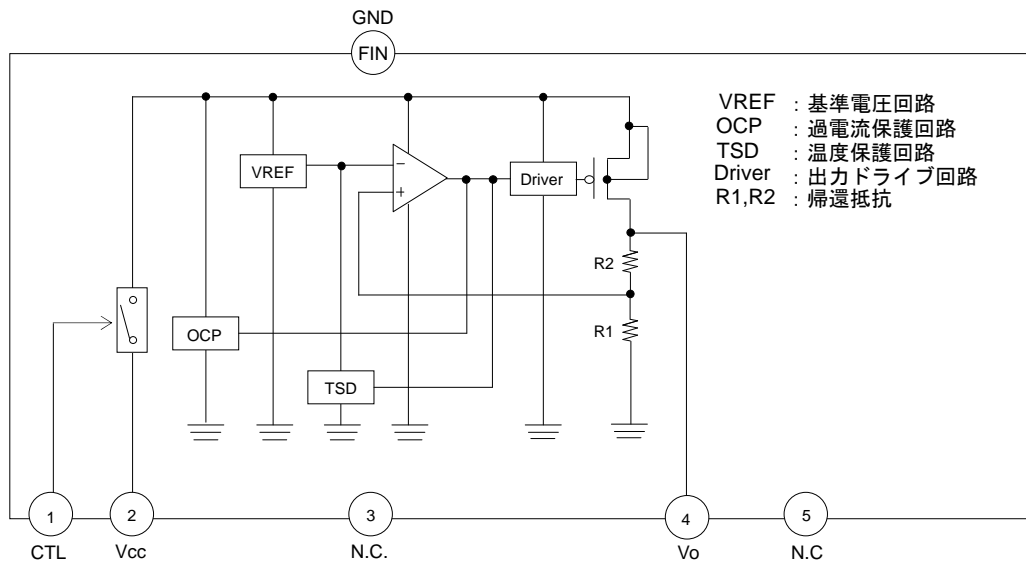 GND
FIN
VREF : 基準電圧回路
OCP : 過電流保護回路
TSD : 温度保護回路
Driver : 出力ドライブ回路
R1,R2 : 帰還抵抗
VREF
−
+
Driver
R2
R1
OCP
TSD
1
2
3
4
5
CTL
Vcc
N.C.
Vo
N.C